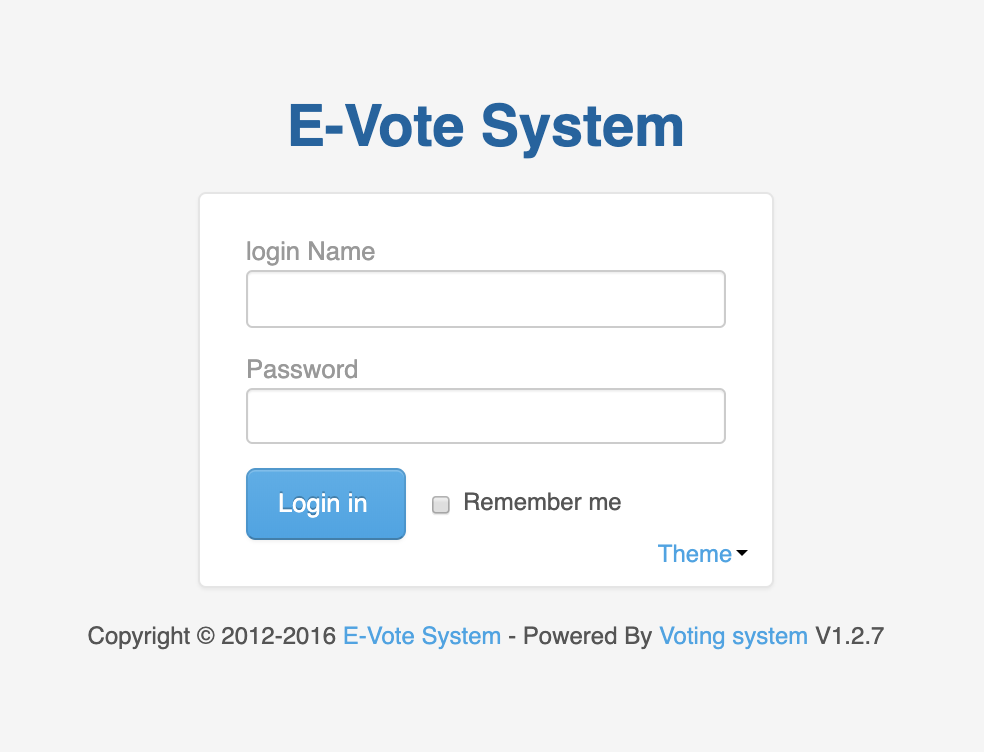 E-Vote System
login Name
Password
Login in Remember me
Theme
Copyright © 2012-2016 E-Vote System - Powered By Voting system V1.2.7